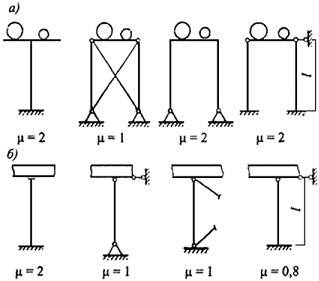 а)
l
μ = 2 μ = 1 μ = 2 μ = 2
б)
l
μ = 2 μ = 1 μ = 1 μ = 0,8